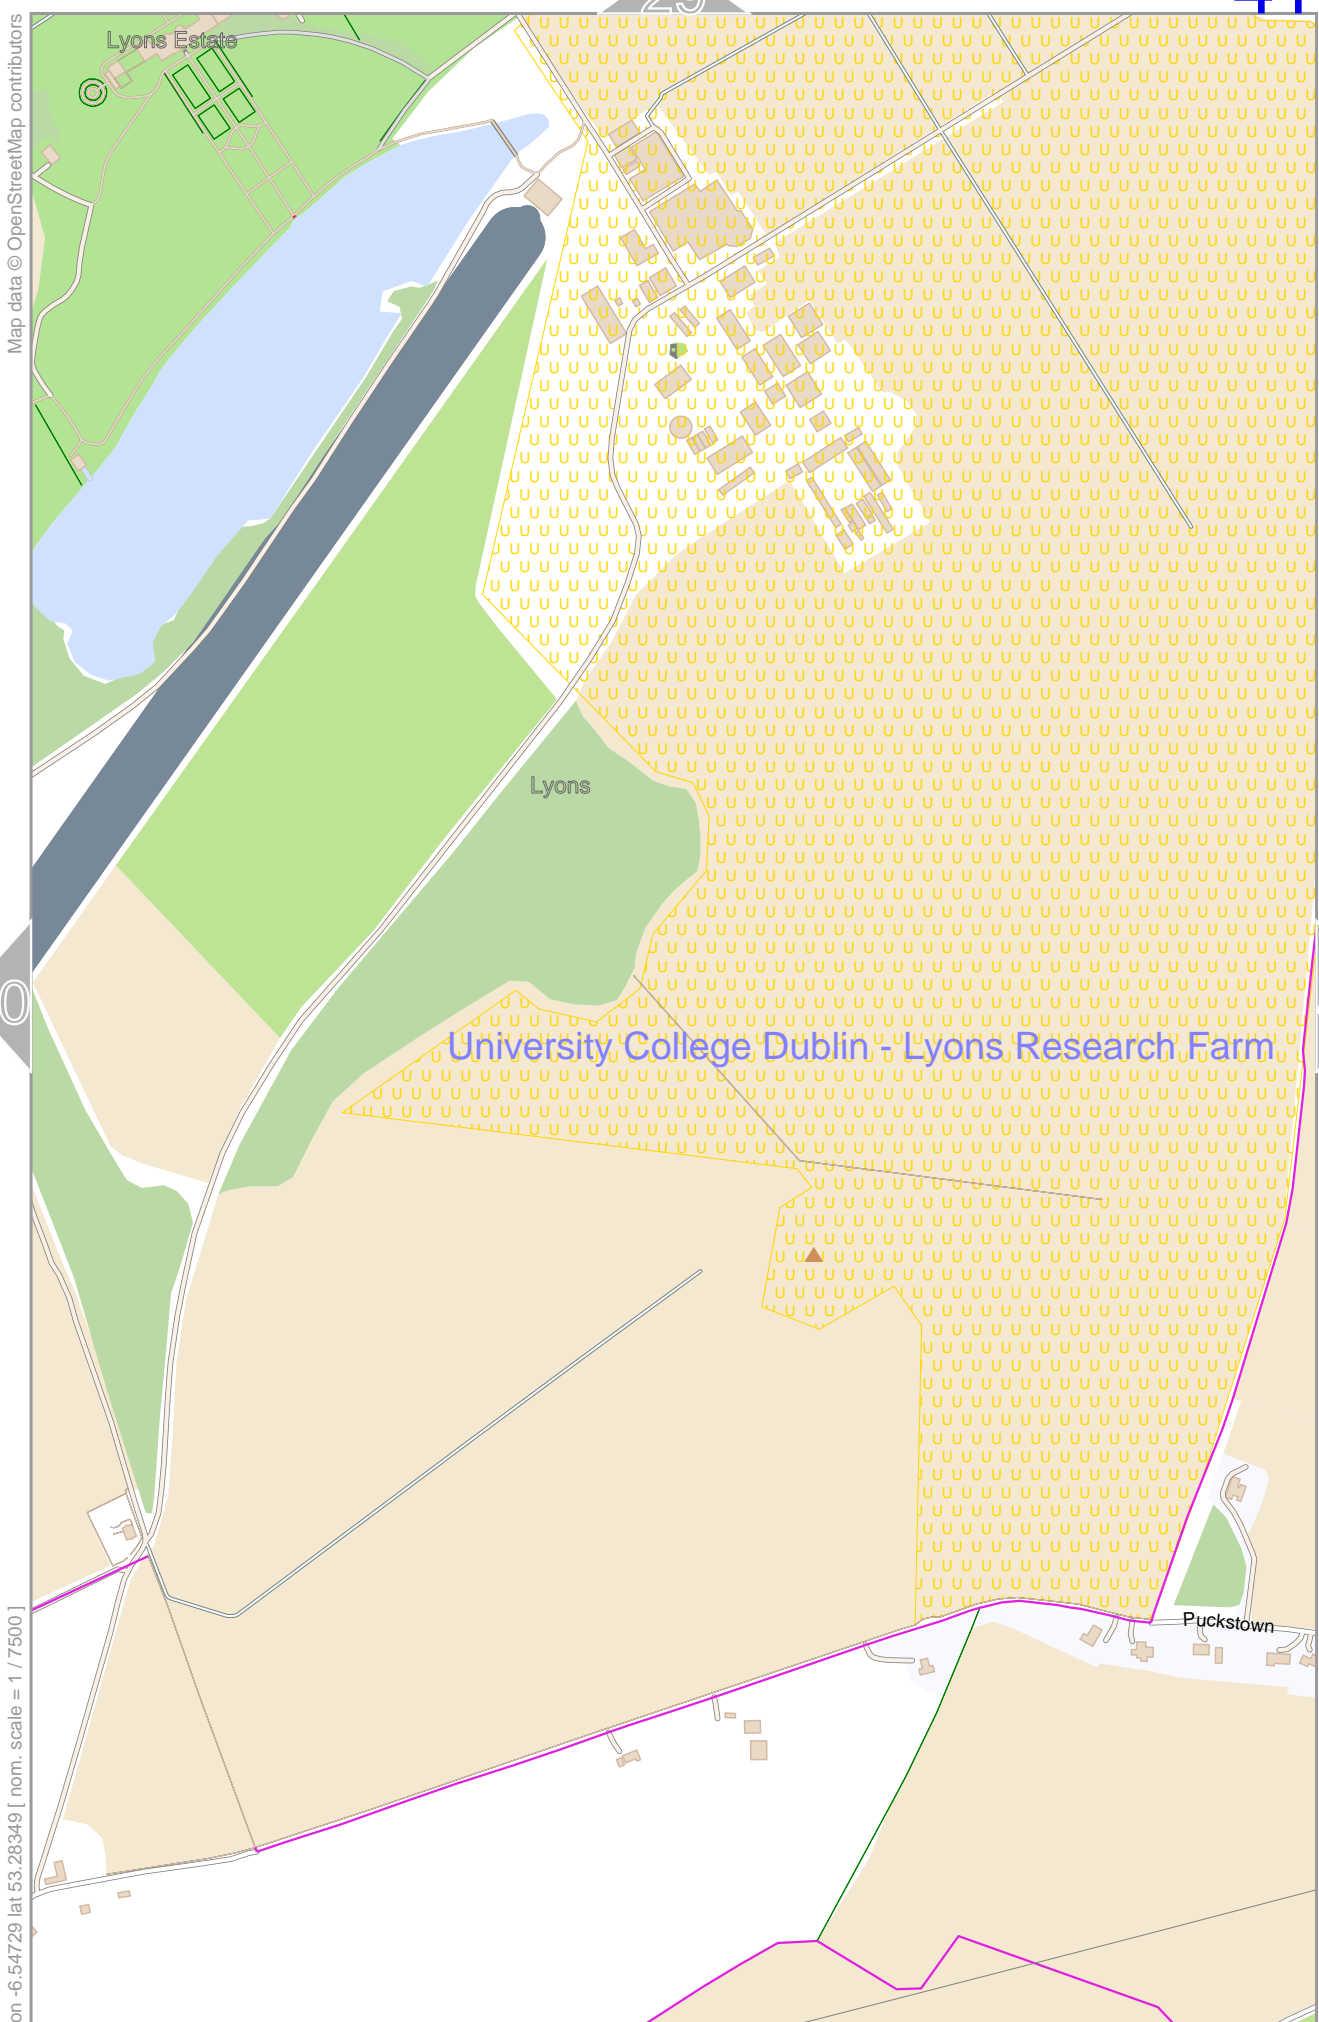 Lyons Estate
Map data © OpenStreetMap contributors
Lyons
University College Dublin - Lyons Research Farm
Puckstown
on -6.54729 lat 53.28349 [ nom. scale = 1 / 7500 ]